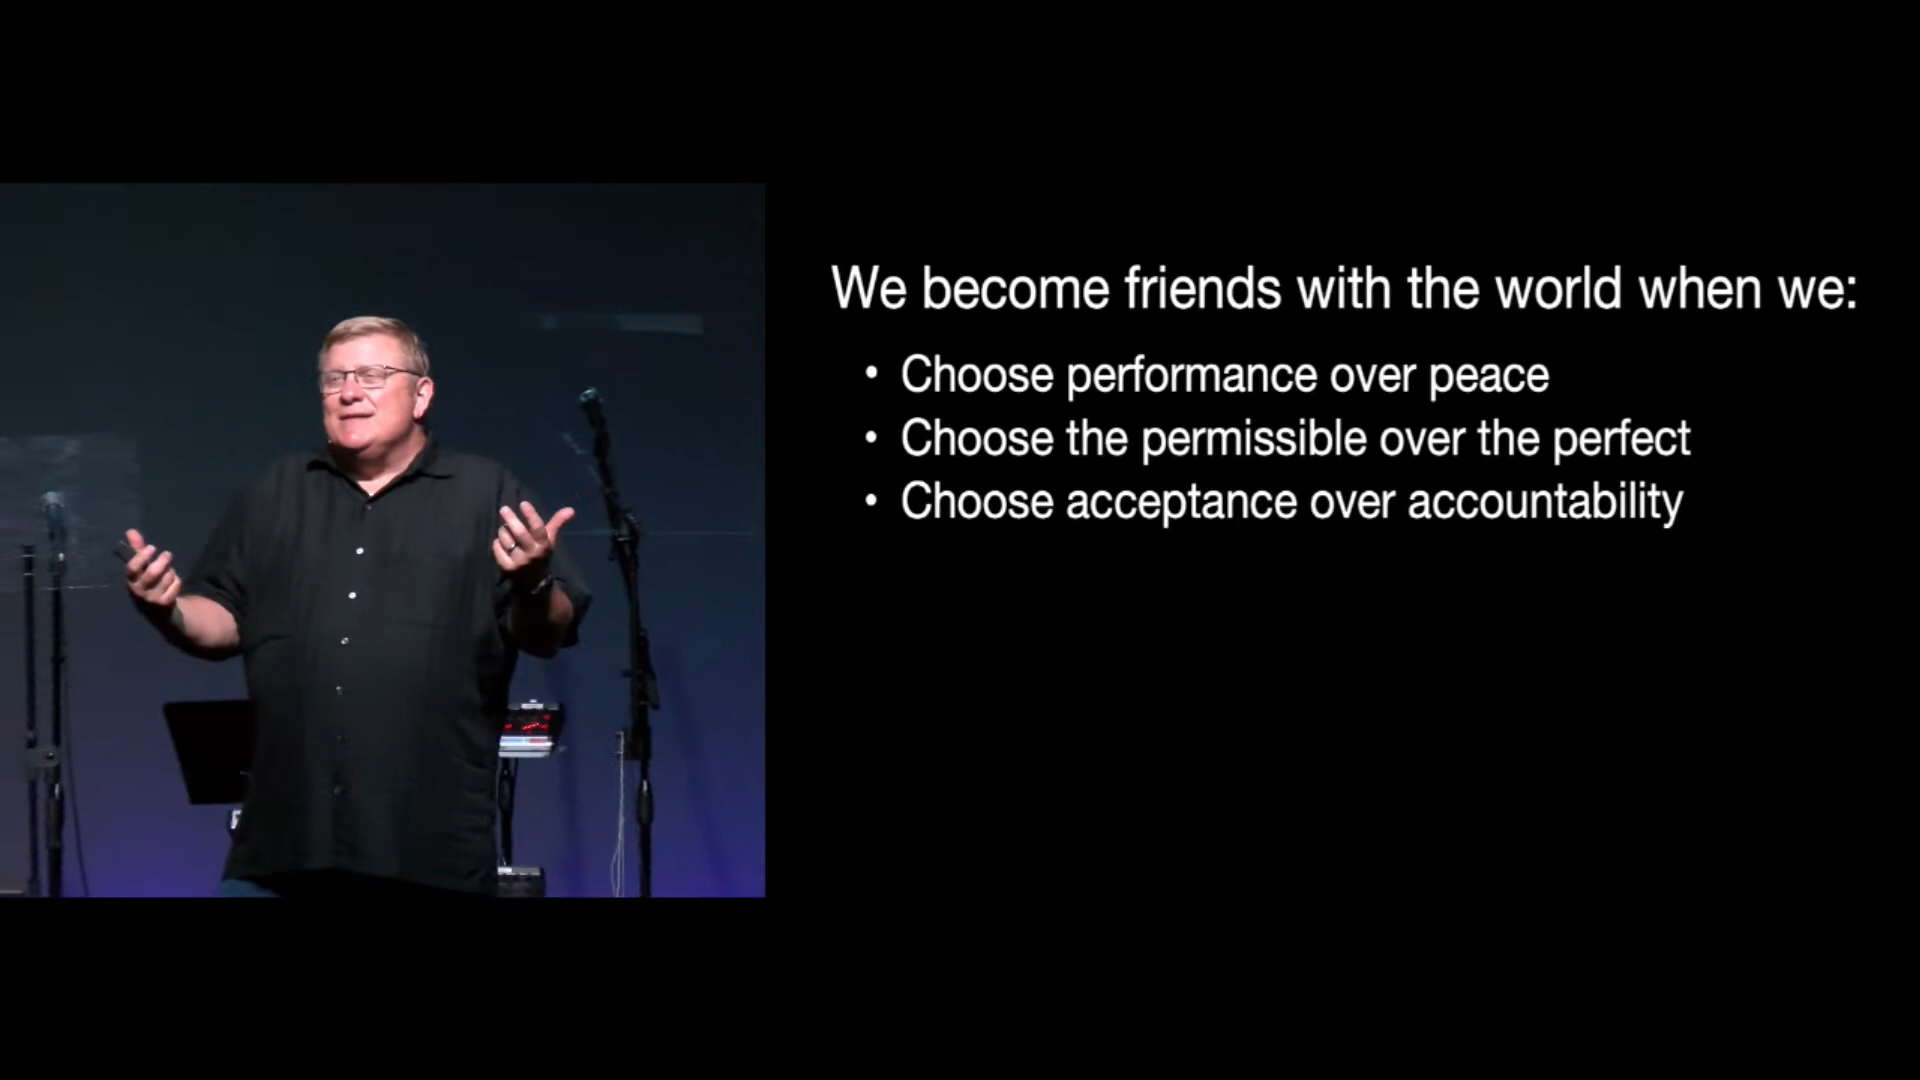 We become friends with the world when we:
• Choose performance over peace
• Choose the permissible over the perfect
• Choose acceptance over accountability